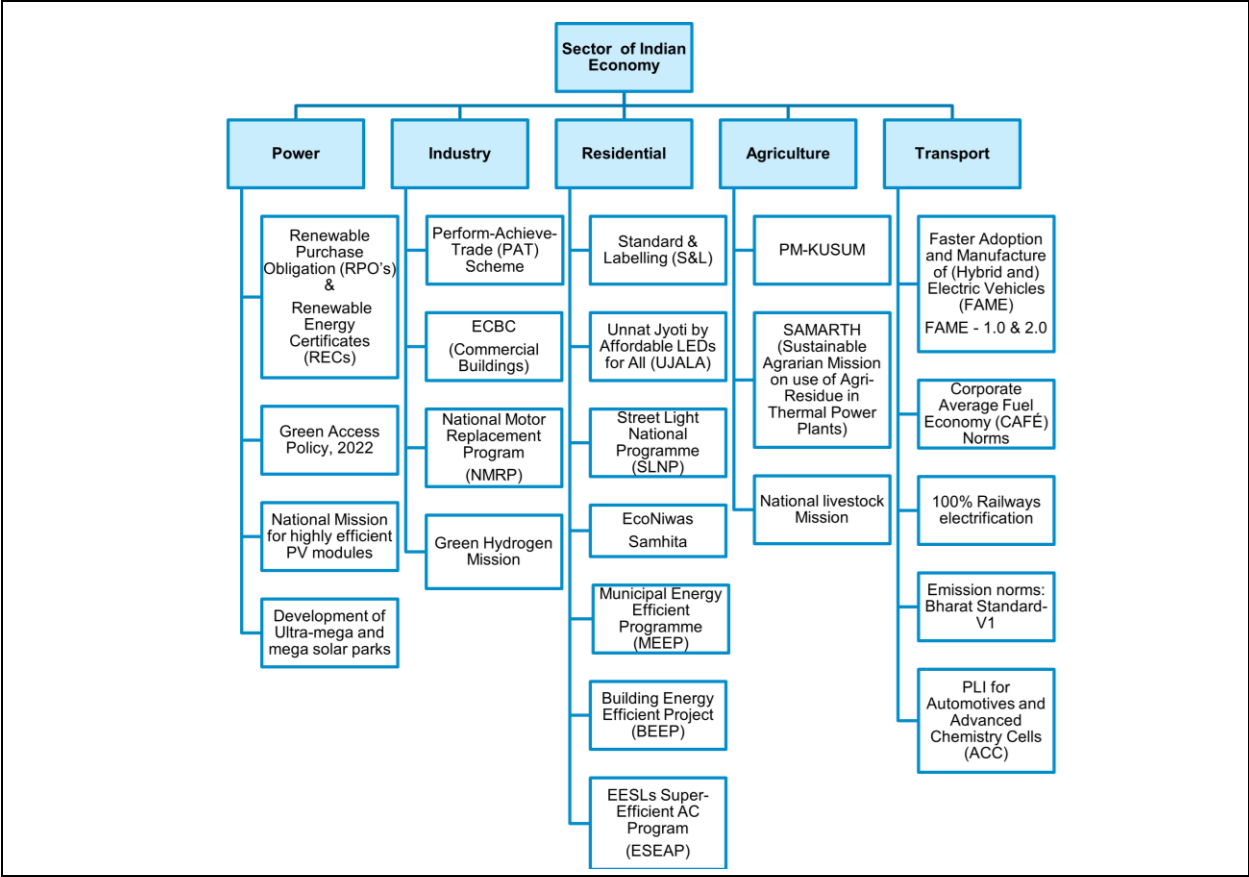 Sector of Indian
Economy
Power
Industry
Residential
Agriculture
Transport
Renewable
Purchase
Obligation (RPO's)
&
Renewable
Energy
Certificates
(RECs)
Green Access
Policy, 2022
National Mission
for highly efficient
PV modules
Development of
Ultra-mega and
mega solar parks
Perform-Achieve-
Trade (PAT)
Scheme
ECBC
(Commercial
Buildings)
National Motor
Replacement
Program
(NMRP)
Green Hydrogen
Mission
Standard &
Labelling (S&L)
Unnat Jyoti by
Affordable LEDs
for All (UJALA)
Street Light
National
Programme
(SLNP)
EcoNiwas
Samhita
Municipal Energy
Efficient
Programme
(MEEP)
Building Energy
Efficient Project
(BEEP)
EESLs Super-
Efficient AC
Program
(ESEAP)
PM-KUSUM
SAMARTH
(Sustainable
Agrarian Mission
on use of Agri-
Residue in
Thermal Power
Plants)
National livestock
Mission
Faster Adoption
and Manufacture
of (Hybrid and)
Electric Vehicles
(FAME)
FAME - 1.0 & 2.0
Corporate
Average Fuel
Economy (CAFÉ)
Norms
100% Railways
electrification
Emission norms:
Bharat Standard-
V1
PLI for
Automotives and
Advanced
Chemistry Cells
(ACC)